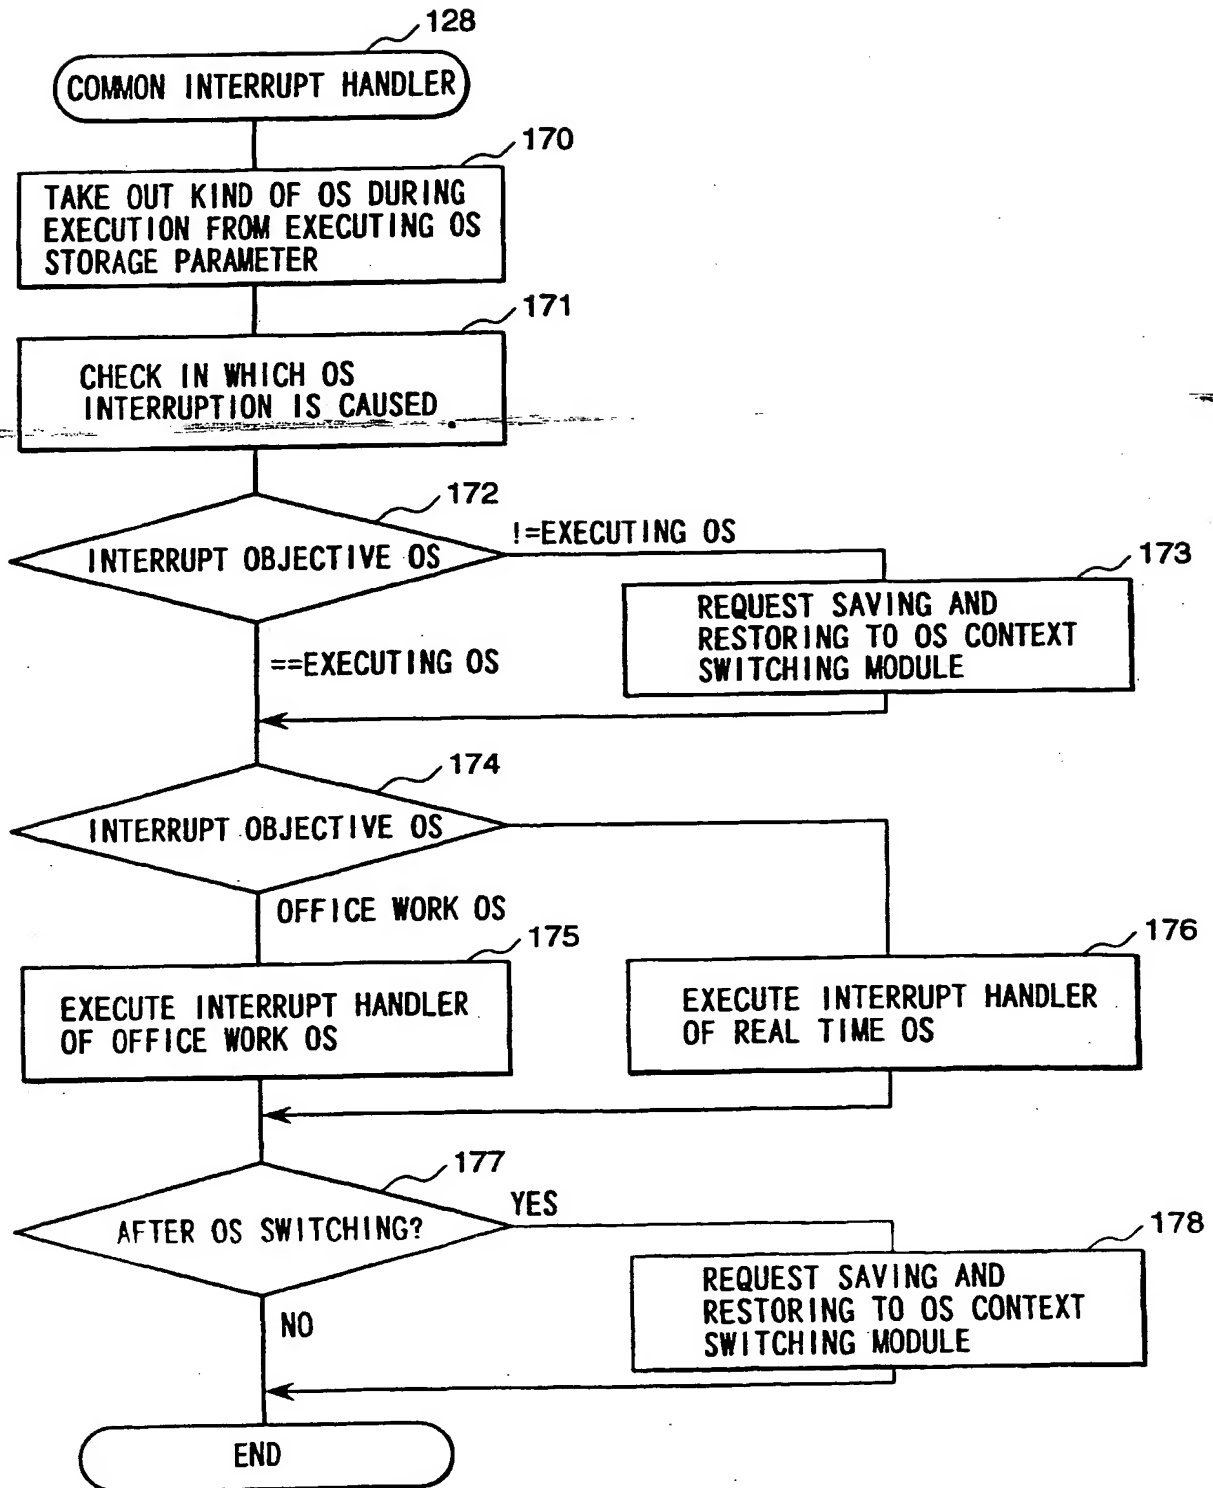 128
COMMON INTERRUPT HANDLER
170
TAKE OUT KIND OF OS DURING
EXECUTION FROM EXECUTING OS
STORAGE PARAMETER
171
CHECK IN WHICH OS
INTERRUPTION IS CAUSED
172
INTERRUPT OBJECTIVE OS
!=EXECUTING OS
173
REQUEST SAVING AND
RESTORING TO OS CONTEXT
SWITCHING MODULE
==EXECUTING OS
174
INTERRUPT OBJECTIVE OS
OFFICE WORK OS
175
EXECUTE INTERRUPT HANDLER
OF OFFICE WORK OS
176
EXECUTE INTERRUPT HANDLER
OF REAL TIME OS
177
AFTER OS SWITCHING?
YES
178
REQUEST SAVING AND
RESTORING TO OS CONTEXT
SWITCHING MODULE
NO
END